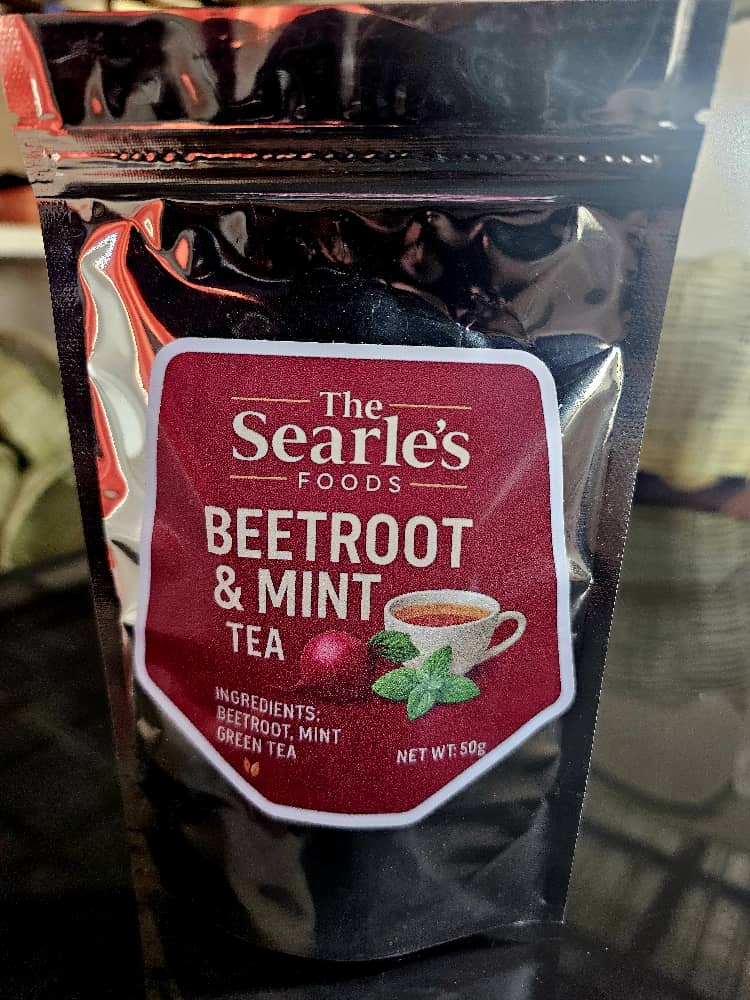 The
Searle's
FOODS
BEETROOT
& MINT
TEA
INGREDIENTS:
BEETROOT, MINT
GREEN TEA
NET WT: 50g